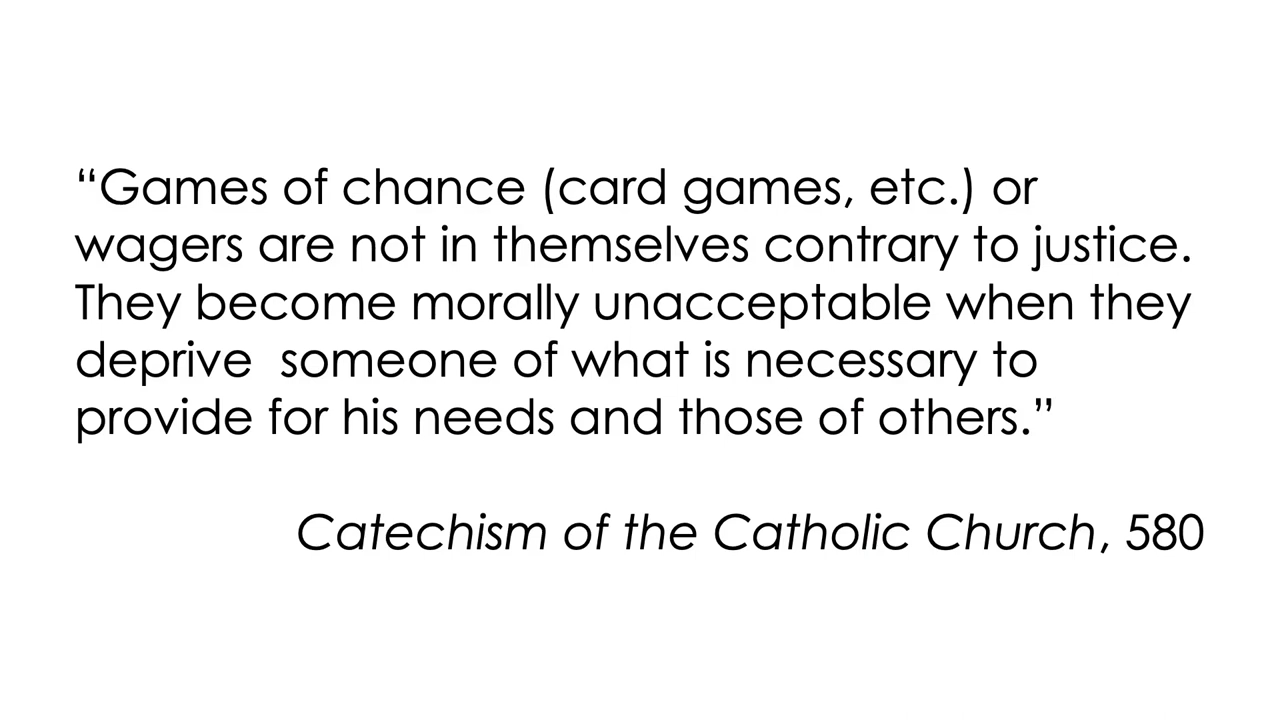 “Games of chance (card games, etc.) or
wagers are not in themselves contrary to justice.
They become morally unacceptable when they
deprive  someone of what is necessary to
provide for his needs and those of others.”
Catechism of the Catholic Church, 580